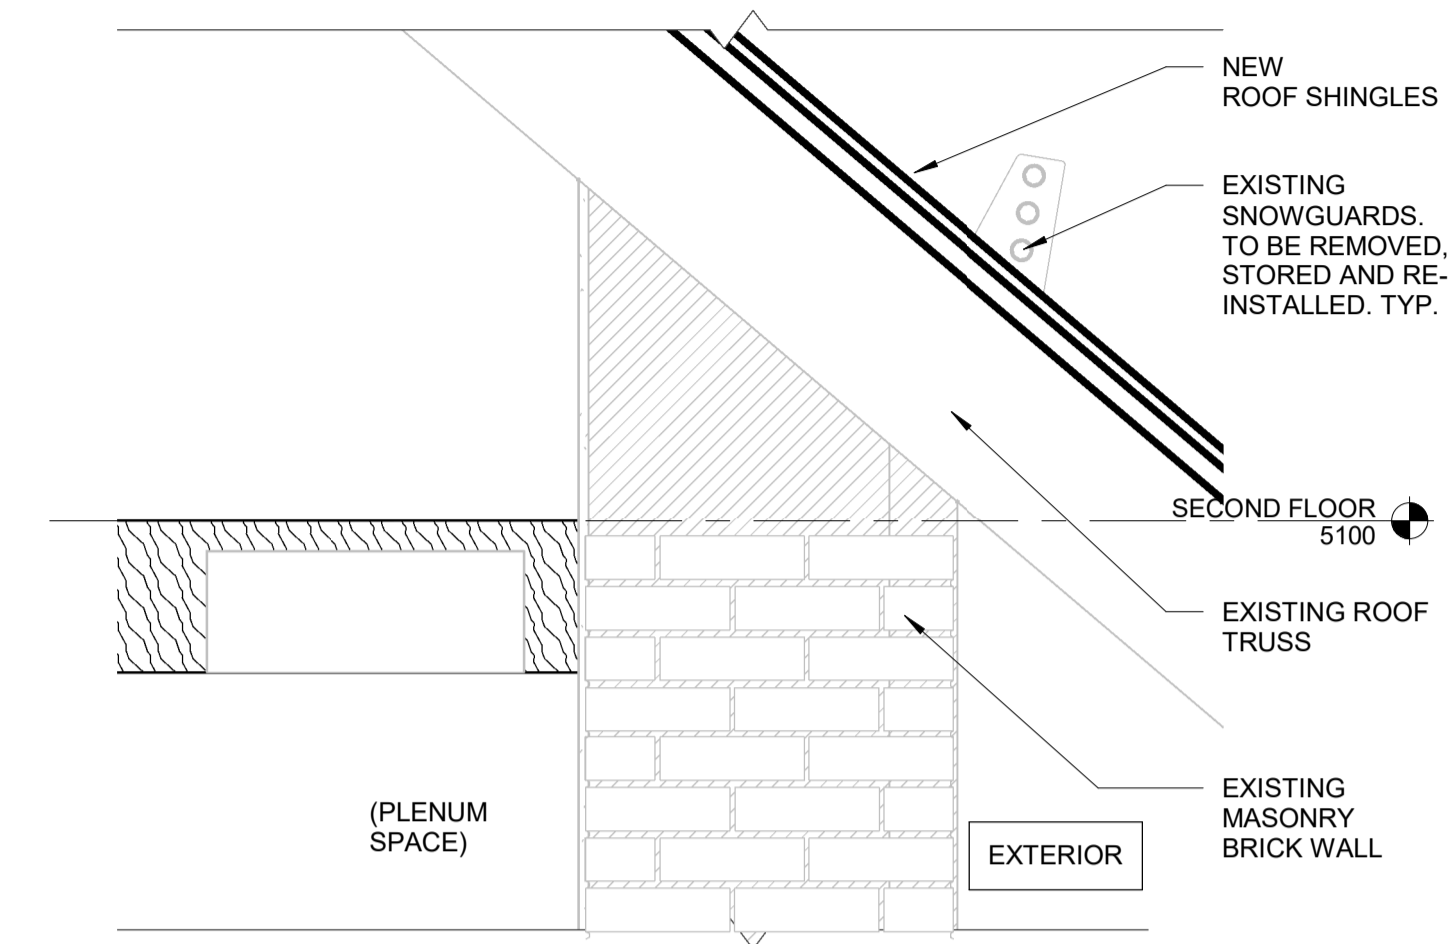 NEW
ROOF SHINGLES
EXISTING
SNOWGUARDS.
TO BE REMOVED,
STORED AND RE-
INSTALLED. TYP.
SECOND FLOOR
5100
EXISTING ROOF
TRUSS
EXISTING
MASONRY
BRICK WALL
(PLENUM
SPACE)
EXTERIOR